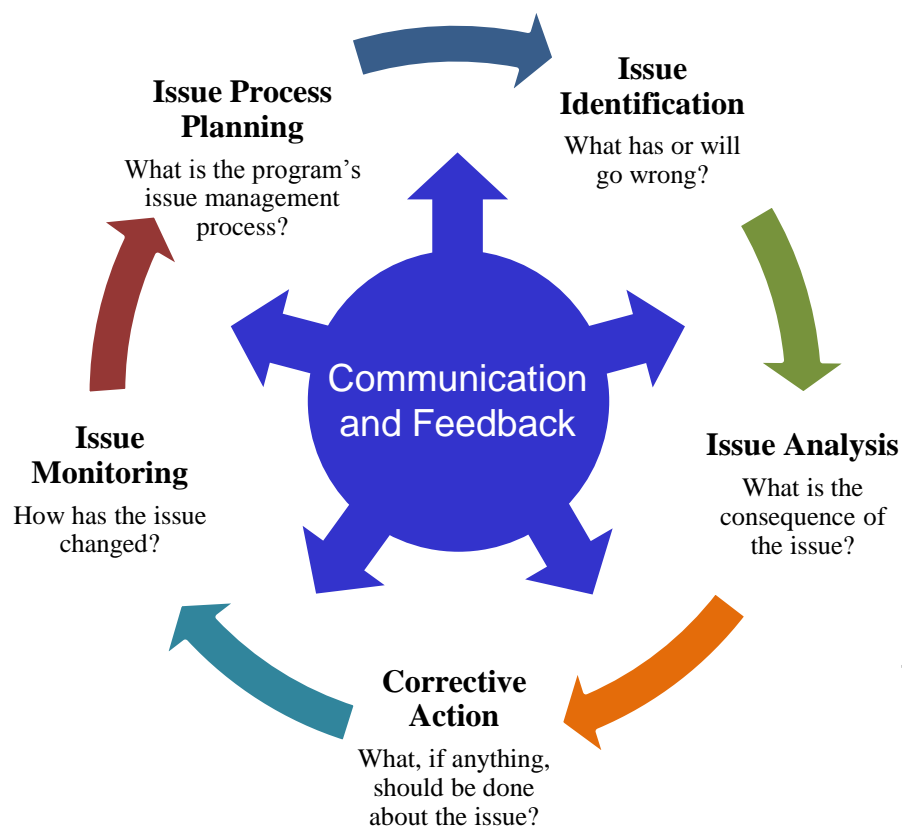 Issue Process
Planning
What is the program’s
issue management
process?
Issue
Identification
What has or will
go wrong?
Communication
and Feedback
Issue Analysis
What is the
consequence of
the issue?
Corrective
Action
What, if anything,
should be done
about the issue?
Issue
Monitoring
How has the issue
changed?